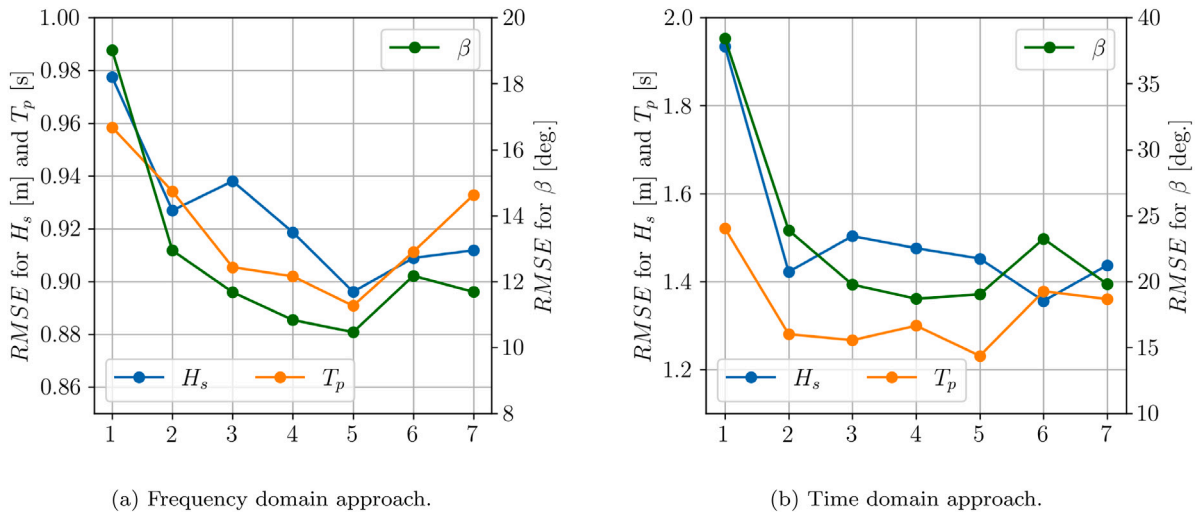 1.00
0.98
0.96
0.94
0.92
0.90
0.88
0.86
RMSE for H_s [m] and T_p [s]
20
18
16
14
12
10
8
RMSE for β [deg.]
β
H_s T_p
1 2 3 4 5 6 7
(a) Frequency domain approach.
2.0
1.8
1.6
1.4
1.2
RMSE for H_s [m] and T_p [s]
40
35
30
25
20
15
10
RMSE for β [deg.]
β
H_s T_p
1 2 3 4 5 6 7
(b) Time domain approach.